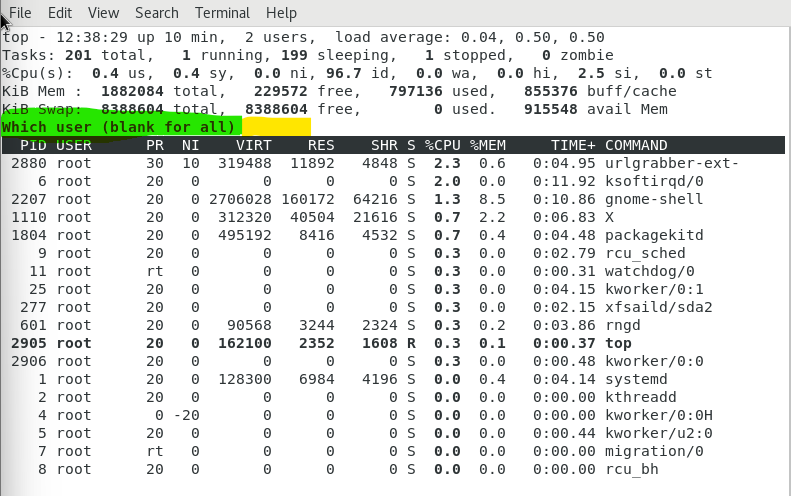 File Edit View Search Terminal Help
top - 12:38:29 up 10 min,  2 users,  load average: 0.04, 0.50, 0.50
Tasks: 201 total,   1 running, 199 sleeping,   1 stopped,   0 zombie
%Cpu(s):  0.4 us,  0.4 sy,  0.0 ni, 96.7 id,  0.0 wa,  0.0 hi,  2.5 si,  0.0 st
KiB Mem :  1882084 total,   229572 free,   797136 used,   855376 buff/cache
KiB Swap:  8388604 total,  8388604 free,        0 used.   915548 avail Mem
Which user (blank for all)
  PID USER      PR  NI    VIRT    RES    SHR S %CPU %MEM     TIME+ COMMAND
 2880 root      30  10  319488  11892   4848 S  2.3  0.6   0:04.95 urlgrabber-ext-
    6 root      20   0       0      0      0 S  2.0  0.0   0:11.92 ksoftirqd/0
 2207 root      20   0 2706028 160172  64216 S  1.3  8.5   0:10.86 gnome-shell
 1110 root      20   0  312320  40504  21616 S  0.7  2.2   0:06.83 X
 1804 root      20   0  495192   8416   4532 S  0.7  0.4   0:04.48 packagekitd
    9 root      20   0       0      0      0 S  0.3  0.0   0:02.79 rcu_sched
   11 root      rt   0       0      0      0 S  0.3  0.0   0:00.31 watchdog/0
   25 root      20   0       0      0      0 S  0.3  0.0   0:04.15 kworker/0:1
  277 root      20   0       0      0      0 S  0.3  0.0   0:02.15 xfsaild/sda2
  601 root      20   0   90568   3244   2324 S  0.3  0.2   0:03.86 rngd
 2905 root      20   0  162100   2352   1608 R  0.3  0.1   0:00.37 top
 2906 root      20   0       0      0      0 S  0.3  0.0   0:00.48 kworker/0:0
    1 root      20   0  128300   6984   4196 S  0.0  0.4   0:04.14 systemd
    2 root      20   0       0      0      0 S  0.0  0.0   0:00.00 kthreadd
    4 root       0 -20       0      0      0 S  0.0  0.0   0:00.00 kworker/0:0H
    5 root      20   0       0      0      0 S  0.0  0.0   0:00.44 kworker/u2:0
    7 root      rt   0       0      0      0 S  0.0  0.0   0:00.00 migration/0
    8 root      20   0       0      0      0 S  0.0  0.0   0:00.00 rcu_bh